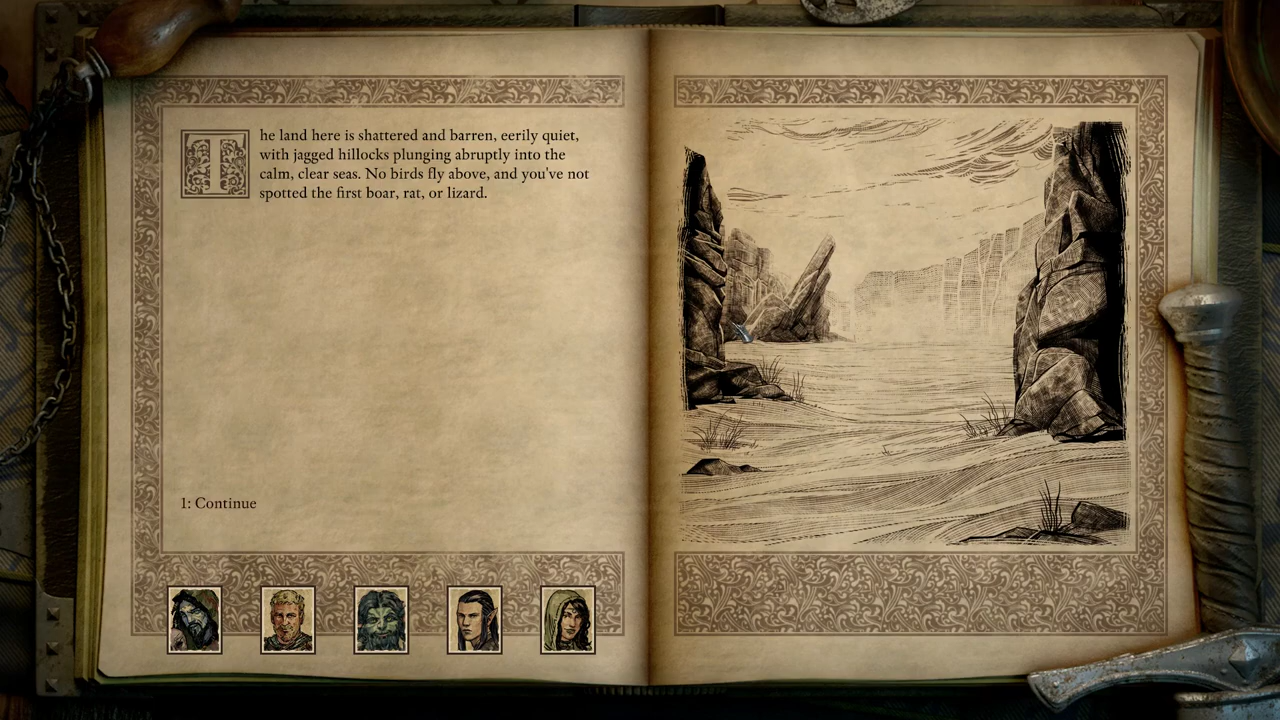 The land here is shattered and barren, eerily quiet,
with jagged hillocks plunging abruptly into the
calm, clear seas. No birds fly above, and you've not
spotted the first boar, rat, or lizard.
1: Continue